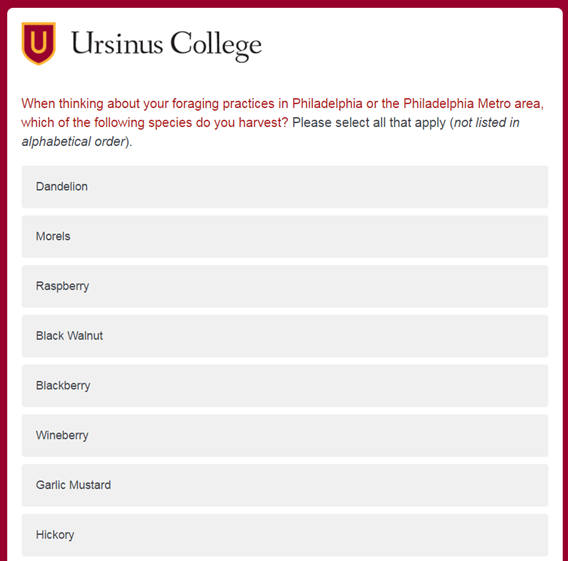 U
Ursinus College
When thinking about your foraging practices in Philadelphia or the Philadelphia Metro area,
which of the following species do you harvest? Please select all that apply (not listed in
alphabetical order).
Dandelion
Morels
Raspberry
Black Walnut
Blackberry
Wineberry
Garlic Mustard
Hickory